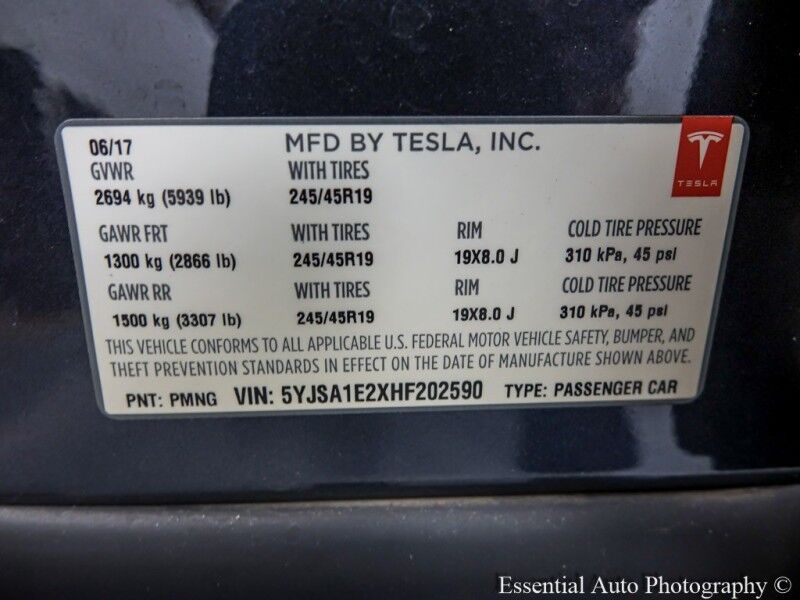 06/17 MFD BY TESLA, INC.
GVWR WITH TIRES
2694 kg (5939 lb) 245/45R19
TESLA
GAWR FRT WITH TIRES RIM COLD TIRE PRESSURE
1300 kg (2866 lb) 245/45R19 19X8.0 J 310 kPa, 45 psi
GAWR RR WITH TIRES RIM COLD TIRE PRESSURE
1500 kg (3307 lb) 245/45R19 19X8.0 J 310 kPa, 45 psi
THIS VEHICLE CONFORMS TO ALL APPLICABLE U.S. FEDERAL MOTOR VEHICLE SAFETY, BUMPER, AND
THEFT PREVENTION STANDARDS IN EFFECT ON THE DATE OF MANUFACTURE SHOWN ABOVE.
PNT: PMNG VIN: 5YJSA1E2XHF202590 TYPE: PASSENGER CAR
Essential Auto Photography ©